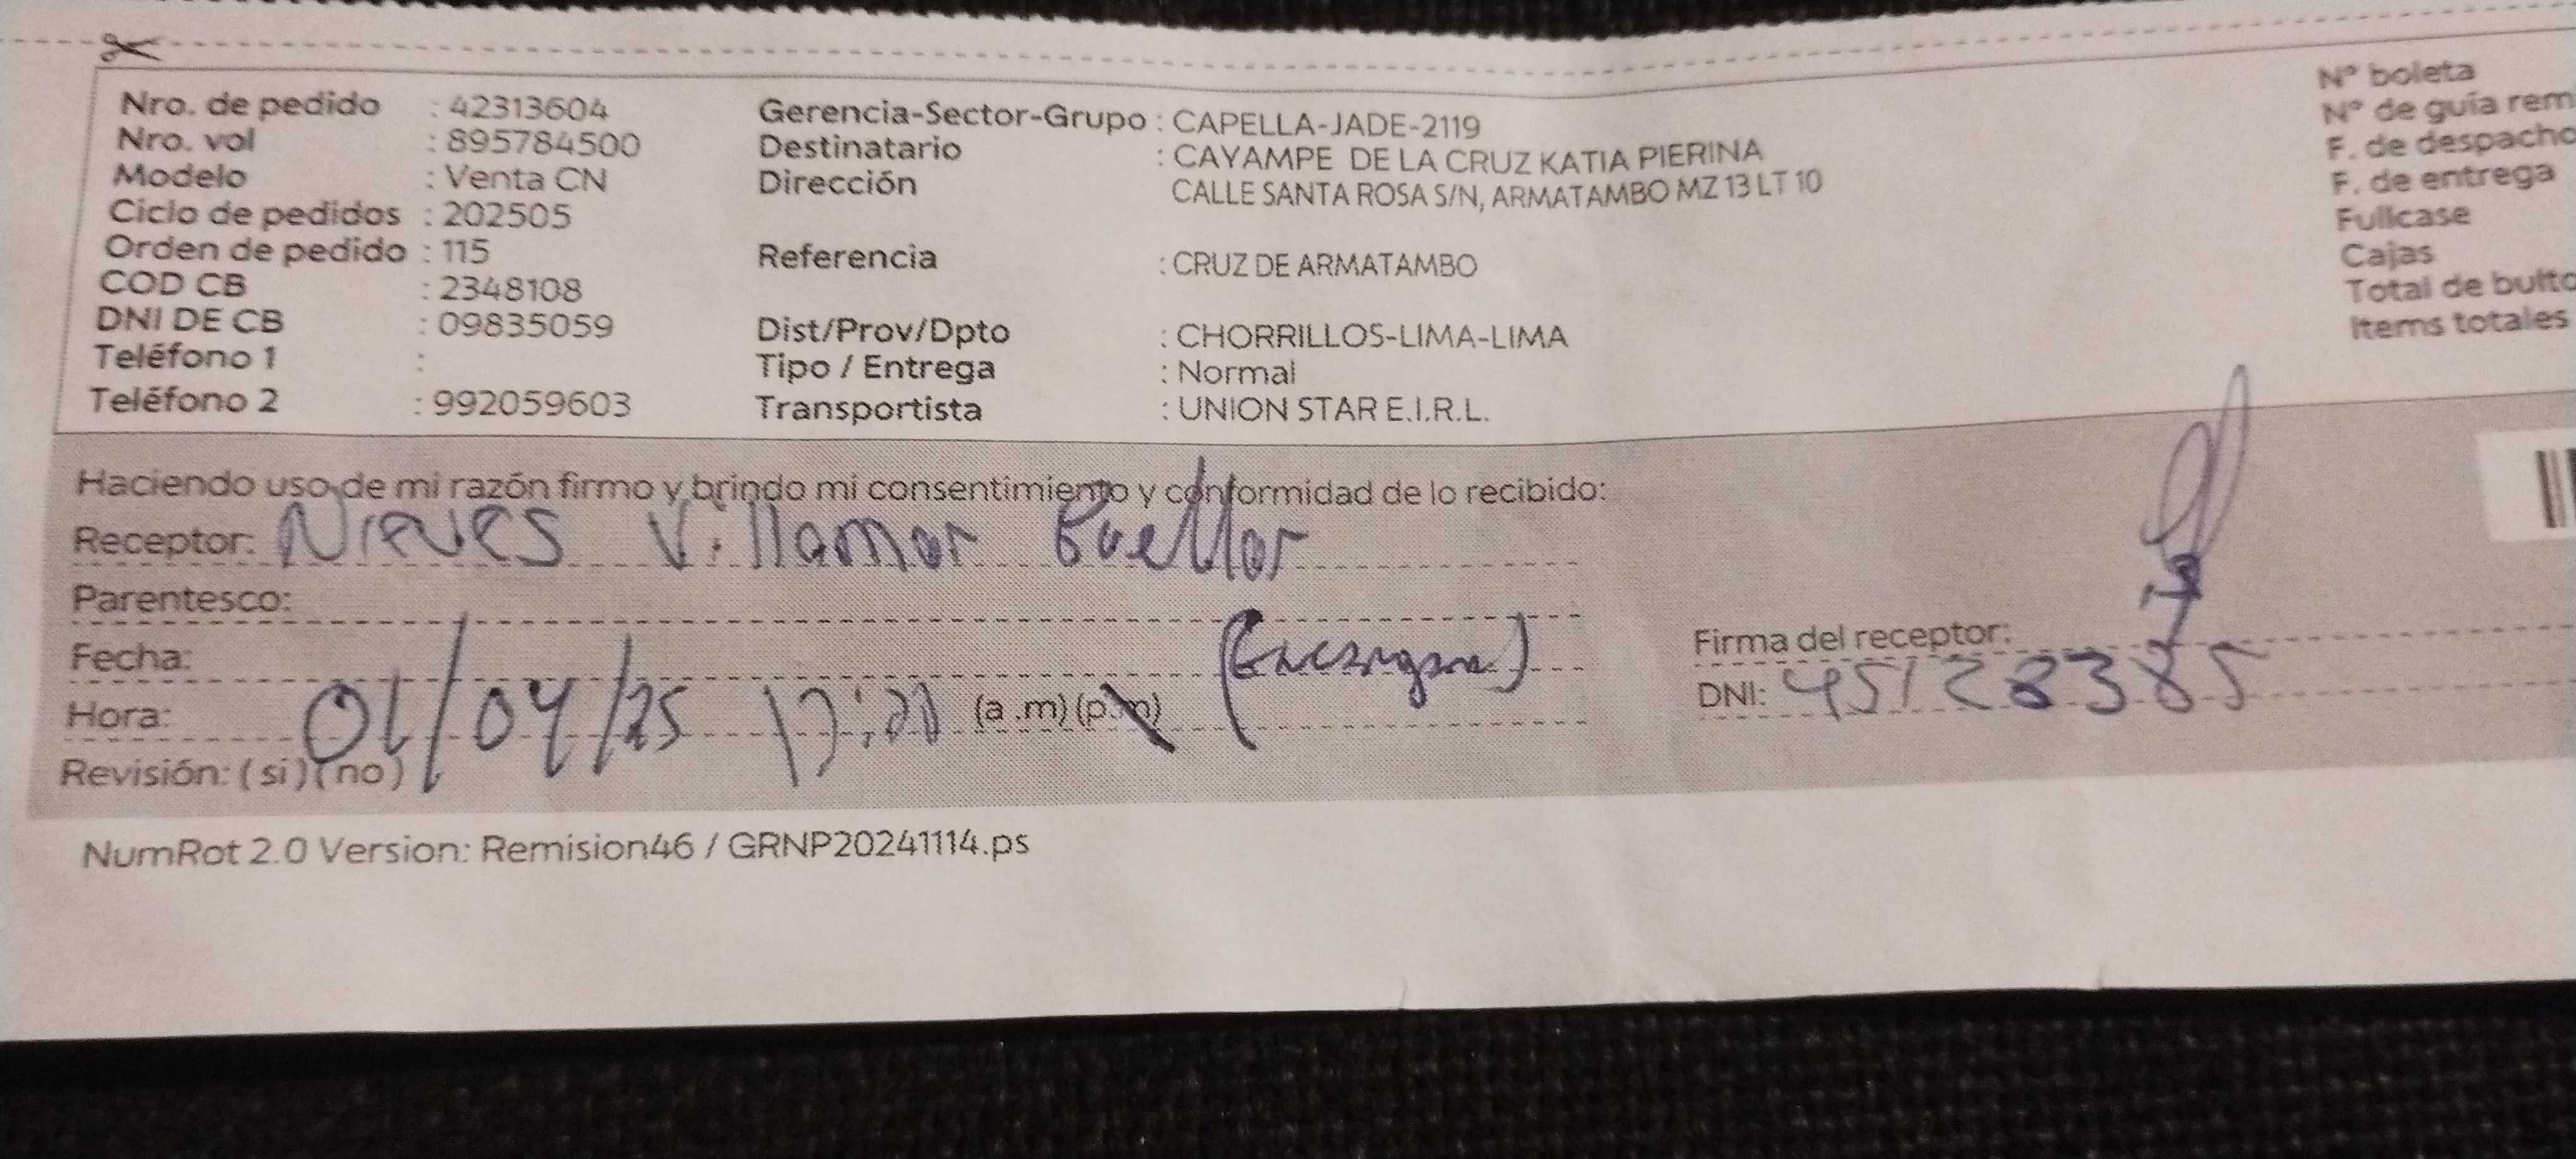 Nro. de pedido : 42313604
Nro. vol : 895784500
Modelo : Venta CN
Ciclo de pedidos : 202505
Orden de pedido : 115
COD CB : 2348108
DNI DE CB : 09835059
Teléfono 1 :
Teléfono 2 : 992059603
Gerencia-Sector-Grupo : CAPELLA-JADE-2119
Destinatario : CAYAMPE DE LA CRUZ KATIA PIERINA
Dirección CALLE SANTA ROSA S/N, ARMATAMBO MZ 13 LT 10
Referencia : CRUZ DE ARMATAMBO
Dist/Prov/Dpto : CHORRILLOS-LIMA-LIMA
Tipo / Entrega : Normal
Transportista : UNION STAR E.I.R.L.
N° boleta
N° de guía rem
F. de despacho
F. de entrega
Fullcase
Cajas
Total de bulto
Items totales
Haciendo uso de mi razón firmo y brindo mi consentimiento y conformidad de lo recibido:
Receptor: Nieves Villamar
Parentesco:
Fecha:
Hora: 01/04/25 (a .m) (p.m)
Revisión: ( si ) ( no )
Firma del receptor:
DNI: 45128385
NumRot 2.0 Version: Remision46 / GRNP20241114.ps